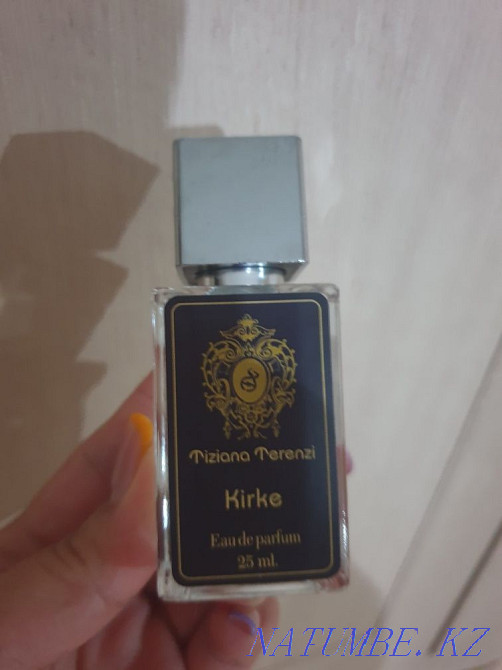 Tiziana Terenzi
Kirke
Eau de parfum
25 ml.
NATUMBE.KZ